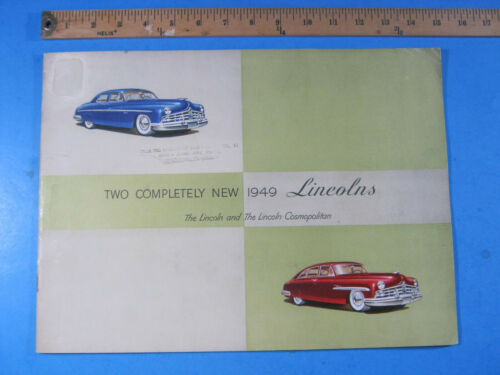 HELIX
TWO COMPLETELY NEW 1949 Lincolns
The Lincoln and The Lincoln Cosmopolitan